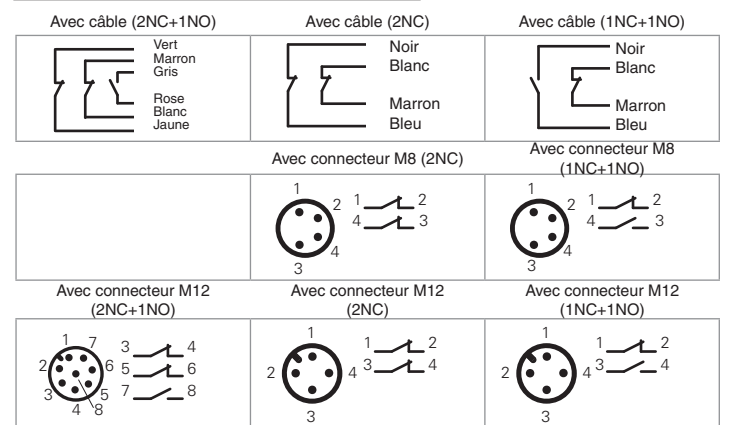 Avec câble (2NC+1NO)
Avec câble (2NC)
Avec câble (1NC+1NO)
Vert
Marron
Gris
Rose
Blanc
Jaune
Noir
Blanc
Marron
Bleu
Noir
Blanc
Marron
Bleu
Avec connecteur M8 (2NC)
Avec connecteur M8
(1NC+1NO)
1
2
4
3
1 2
4 3
1
2
4
3
1 2
4 3
Avec connecteur M12
(2NC+1NO)
Avec connecteur M12
(2NC)
Avec connecteur M12
(1NC+1NO)
1 7
2 6
3 5
4 8
3 4
5 6
7 8
1
2 4
3
1 2
3 4
1
2 4
3
1 2
3 4